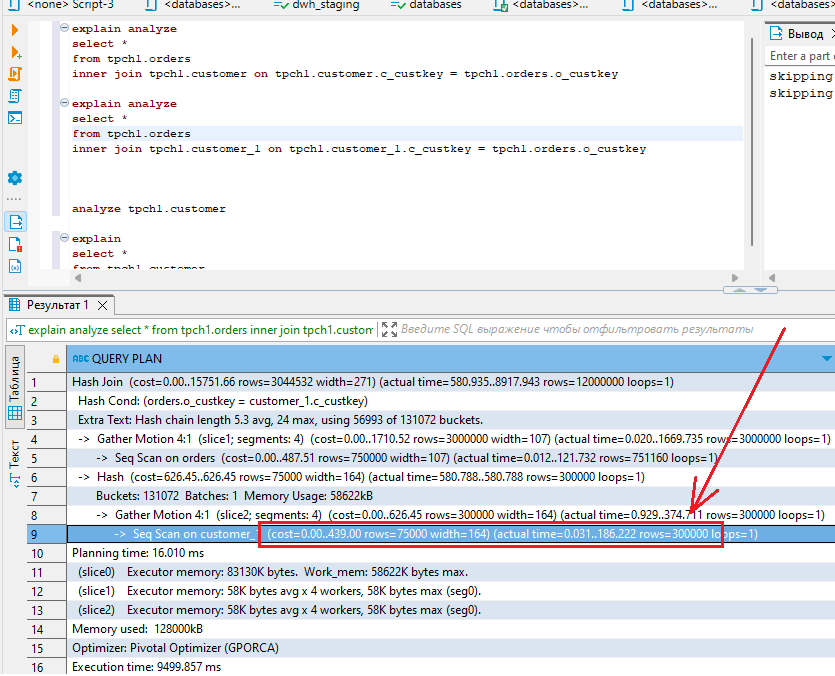 <none> Script-3
<databases>...
dwh_staging
databases
<databases>...
<databases>...
<databases>...
explain analyze
select *
from tpch1.orders
inner join tpch1.customer on tpch1.customer.c_custkey = tpch1.orders.o_custkey
explain analyze
select *
from tpch1.orders
inner join tpch1.customer_1 on tpch1.customer_1.c_custkey = tpch1.orders.o_custkey
analyze tpch1.customer
explain
select *
from tpch1.customer
Вывод
Enter a part
skipping
skipping
Результат 1
explain analyze select * from tpch1.orders inner join tpch1.custom
Введите SQL выражение чтобы отфильтровать результаты
Таблица
Текст
ABC QUERY PLAN
1 Hash Join (cost=0.00..15751.66 rows=3044532 width=271) (actual time=580.935..8917.943 rows=12000000 loops=1)
2 Hash Cond: (orders.o_custkey = customer_1.c_custkey)
3 Extra Text: Hash chain length 5.3 avg, 24 max, using 56993 of 131072 buckets.
4 -> Gather Motion 4:1 (slice1; segments: 4) (cost=0.00..1710.52 rows=3000000 width=107) (actual time=0.020..1669.735 rows=3000000 loops=1)
5 -> Seq Scan on orders (cost=0.00..487.51 rows=750000 width=107) (actual time=0.012..121.732 rows=751160 loops=1)
6 -> Hash (cost=626.45..626.45 rows=75000 width=164) (actual time=580.788..580.788 rows=300000 loops=1)
7 Buckets: 131072 Batches: 1 Memory Usage: 58622kB
8 -> Gather Motion 4:1 (slice2; segments: 4) (cost=0.00..626.45 rows=300000 width=164) (actual time=0.929..374.711 rows=300000 loops=1)
9 -> Seq Scan on customer_ (cost=0.00..439.00 rows=75000 width=164) (actual time=0.031..186.222 rows=300000 loops=1)
10 Planning time: 16.010 ms
11 (slice0) Executor memory: 83130K bytes. Work_mem: 58622K bytes max.
12 (slice1) Executor memory: 58K bytes avg x 4 workers, 58K bytes max (seg0).
13 (slice2) Executor memory: 58K bytes avg x 4 workers, 58K bytes max (seg0).
14 Memory used: 128000kB
15 Optimizer: Pivotal Optimizer (GPORCA)
16 Execution time: 9499.857 ms